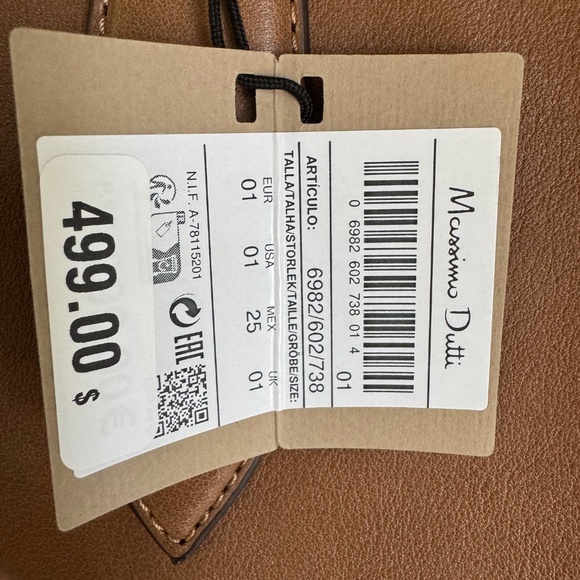 Massimo Dutti
0 6982 602 738 01 4
01
ARTÍCULO: 6982/602/738
TALLA/TALHA/STORLEK/TAILLE/GRÖBE/SIZE:
EUR USA MEX UK
01 01 25 01
N.I.F. A-78115201
EAC
499.00 $